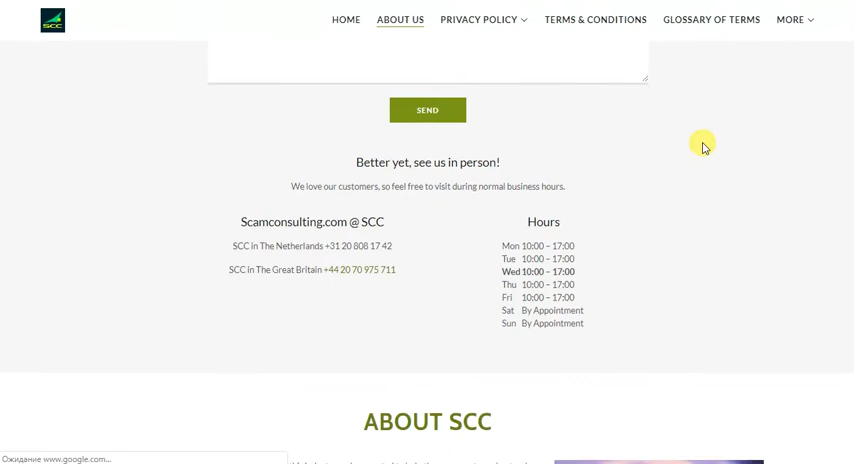 SCC
HOME ABOUT US PRIVACY POLICY TERMS & CONDITIONS GLOSSARY OF TERMS MORE
SEND
Better yet, see us in person!
We love our customers, so feel free to visit during normal business hours.
Scamconsulting.com @ SCC
SCC in The Netherlands +31 20 808 17 42
SCC in The Great Britain +44 20 70 975 711
Hours
Mon 10:00 – 17:00
Tue 10:00 – 17:00
Wed 10:00 – 17:00
Thu 10:00 – 17:00
Fri 10:00 – 17:00
Sat By Appointment
Sun By Appointment
ABOUT SCC
Ожидание www.google.com...